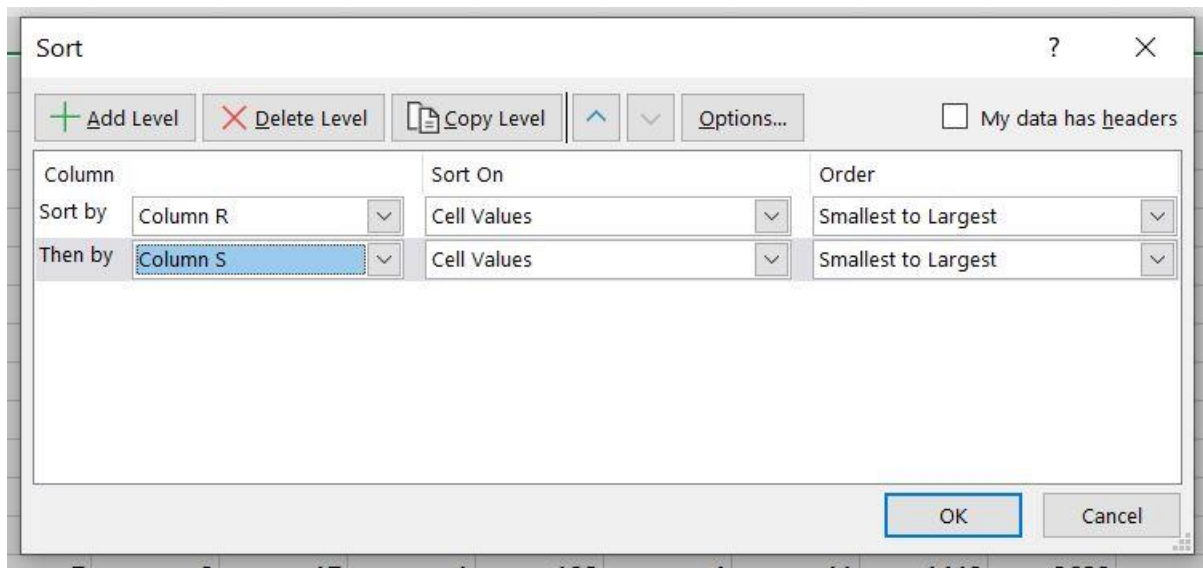 Sort ?
Add Level Delete Level Copy Level Options... My data has headers
Column Sort On Order
Sort by Column R Cell Values Smallest to Largest
Then by Column S Cell Values Smallest to Largest
OK Cancel